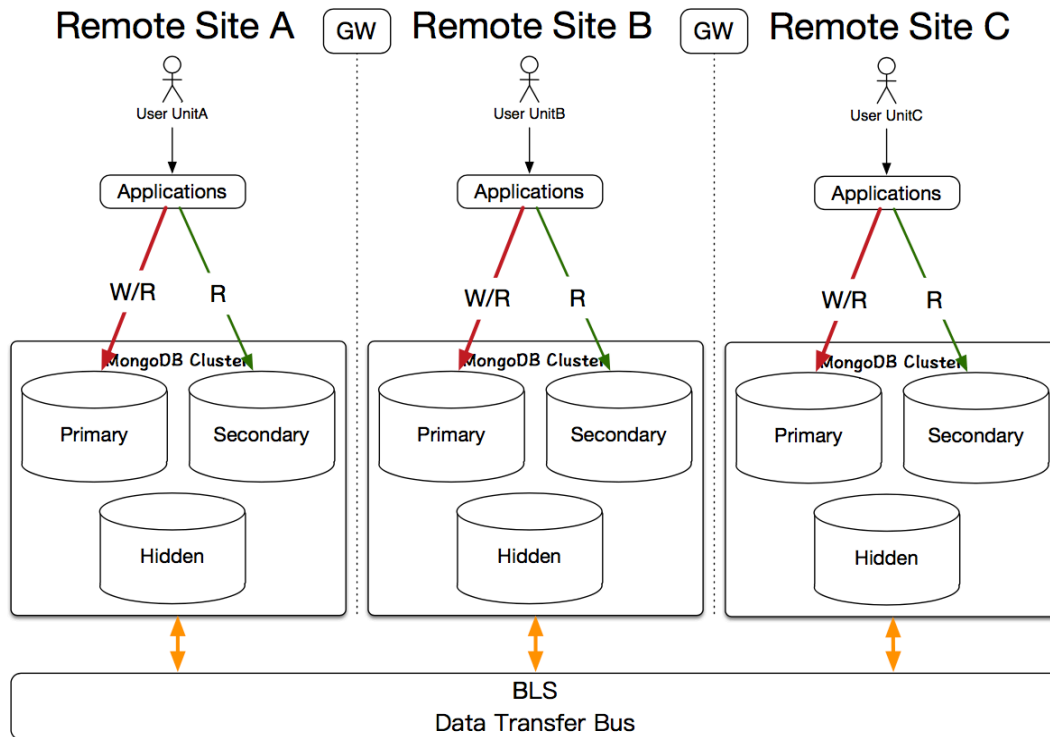 Remote Site A
GW
Remote Site B
GW
Remote Site C
User UnitA
User UnitB
User UnitC
Applications
Applications
Applications
W/R
R
W/R
R
W/R
R
MongoDB Cluster
MongoDB Cluster
MongoDB Cluster
Primary
Secondary
Primary
Secondary
Primary
Secondary
Hidden
Hidden
Hidden
BLS
Data Transfer Bus